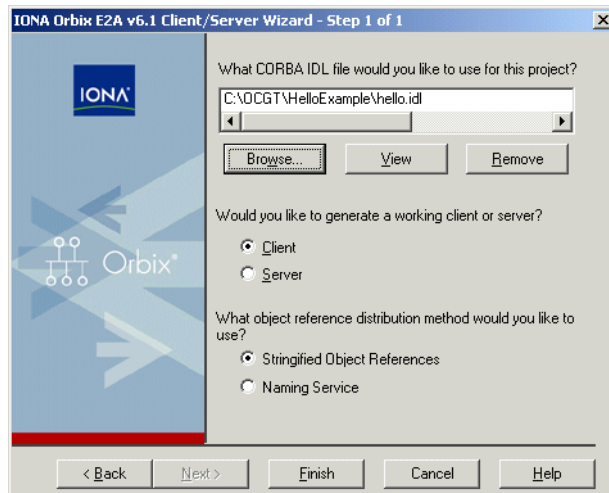 IONA Orbix E2A v6.1 Client/Server Wizard - Step 1 of 1
IONA
Orbix
What CORBA IDL file would you like to use for this project?
C:\OCGT\HelloExample\hello.idl
Browse... View Remove
Would you like to generate a working client or server?
Client
Server
What object reference distribution method would you like to
use?
Stringified Object References
Naming Service
< Back Next > Finish Cancel Help